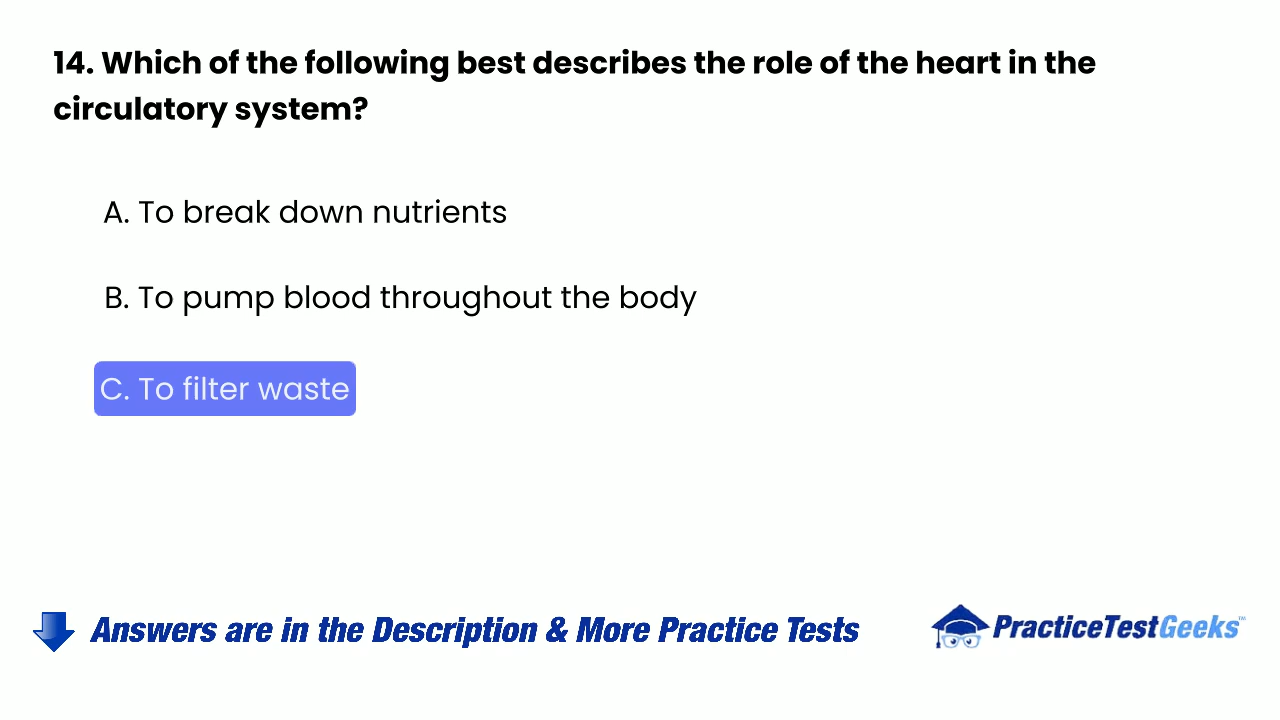 14. Which of the following best describes the role of the heart in the
circulatory system?
A. To break down nutrients
B. To pump blood throughout the body
C. To filter waste
Answers are in the Description & More Practice Tests
PracticeTestGeeks™